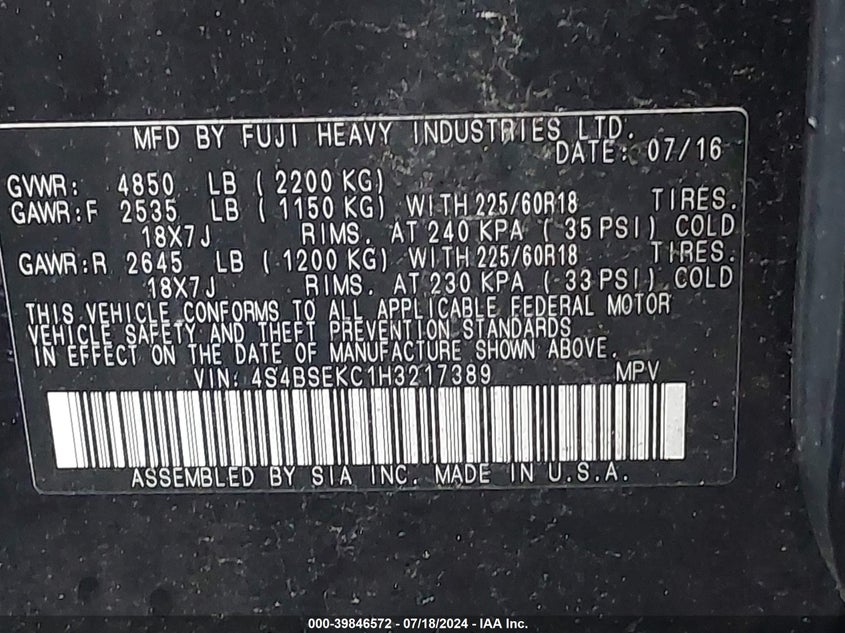 MFD BY FUJI HEAVY INDUSTRIES LTD.
DATE: 07/16
GVWR: 4850 LB ( 2200 KG)
GAWR:F 2535 LB ( 1150 KG) WITH 225/60R18 TIRES.
18X7J RIMS. AT 240 KPA ( 35 PSI) COLD
GAWR:R 2645 LB ( 1200 KG) WITH 225/60R18 TIRES.
18X7J RIMS. AT 230 KPA ( 33 PSI) COLD
THIS VEHICLE CONFORMS TO ALL APPLICABLE FEDERAL MOTOR
VEHICLE SAFETY AND THEFT PREVENTION STANDARDS
IN EFFECT ON THE DATE OF MANUFACTURE SHOWN ABOVE.
VIN: 4S4BSEKC1H3217389 MPV
ASSEMBLED BY SIA INC. MADE IN U.S.A.
000-39846572 - 07/18/2024 - IAA Inc.